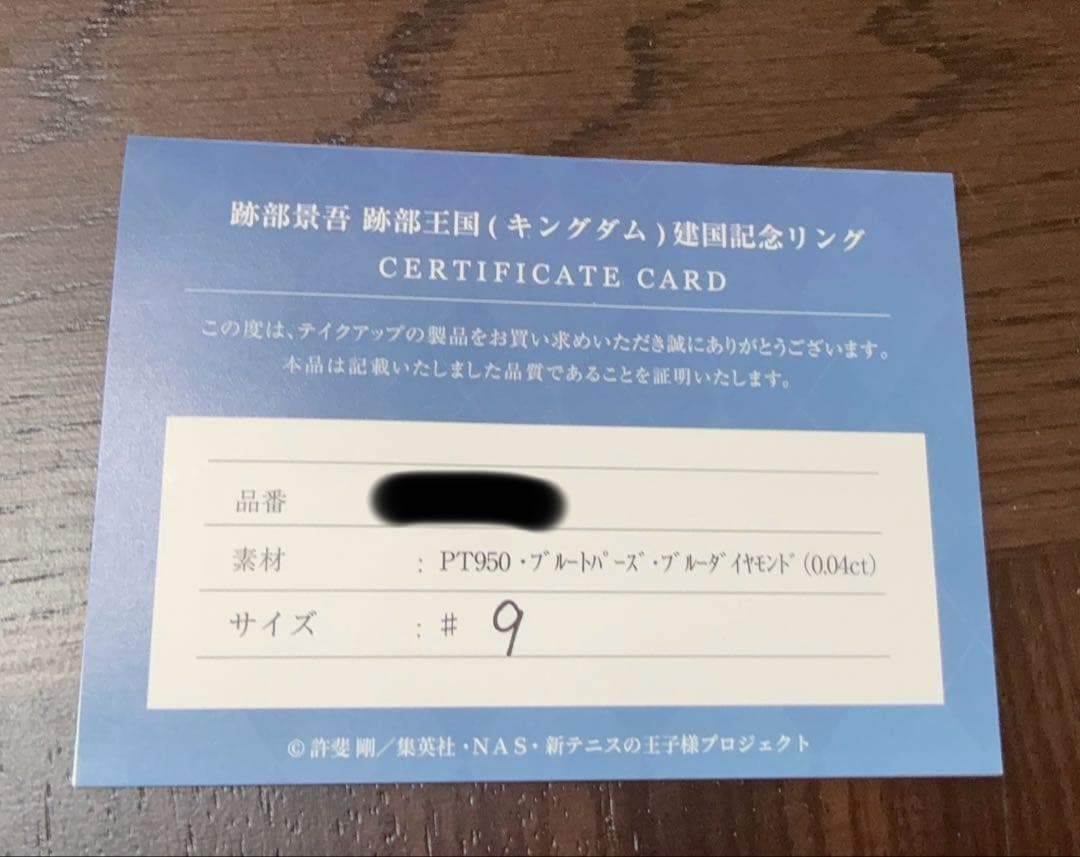 跡部景吾 跡部王国(キングダム)建国記念リング
CERTIFICATE CARD
この度は、テイクアップの製品をお買い求めいただき誠にありがとうございます。
本品は記載いたしました品質であることを証明いたします。
品番
素材 : PT950・ブルートパーズ・ブルーダイヤモンド(0.04ct)
サイズ : # 9
© 許斐 剛／集英社・NAS・新テニスの王子様プロジェクト